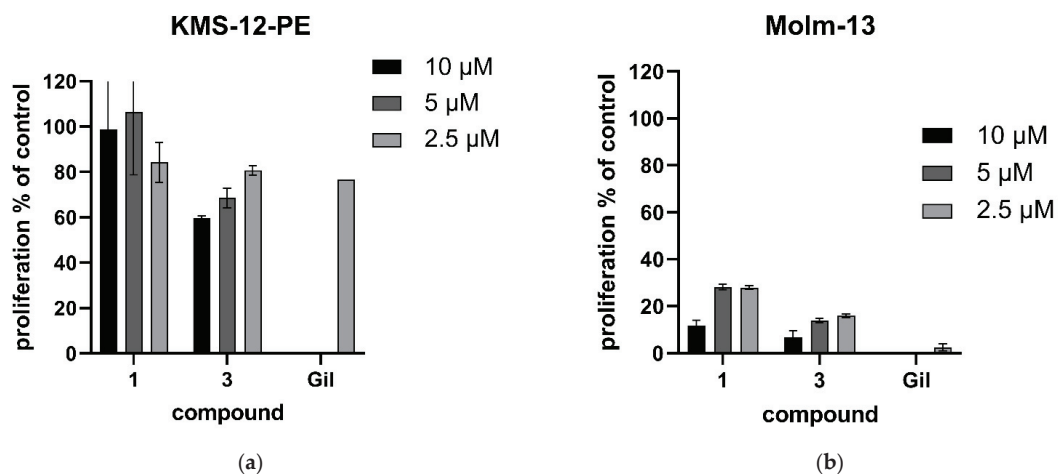 KMS-12-PE
proliferation % of control
120
100
80
60
40
20
0
10 µM
5 µM
2.5 µM
1 3 Gil
compound
(a)
Molm-13
proliferation % of control
120
100
80
60
40
20
0
10 µM
5 µM
2.5 µM
1 3 Gil
compound
(b)